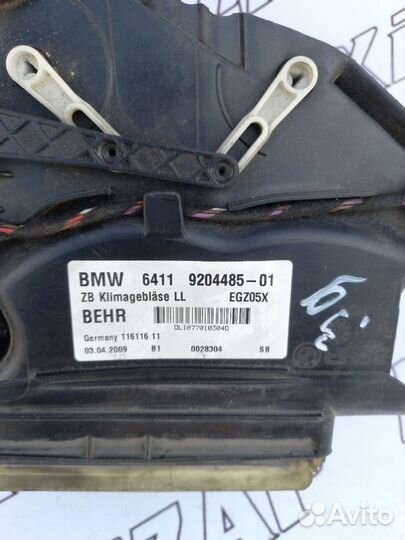 BMW 6411 9204485-01
ZB Klimagebläse LL EGZ05X
BEHR
DL10770103040
Germany 116116 11
03.04.2009 B1 0028304 SB
Avito